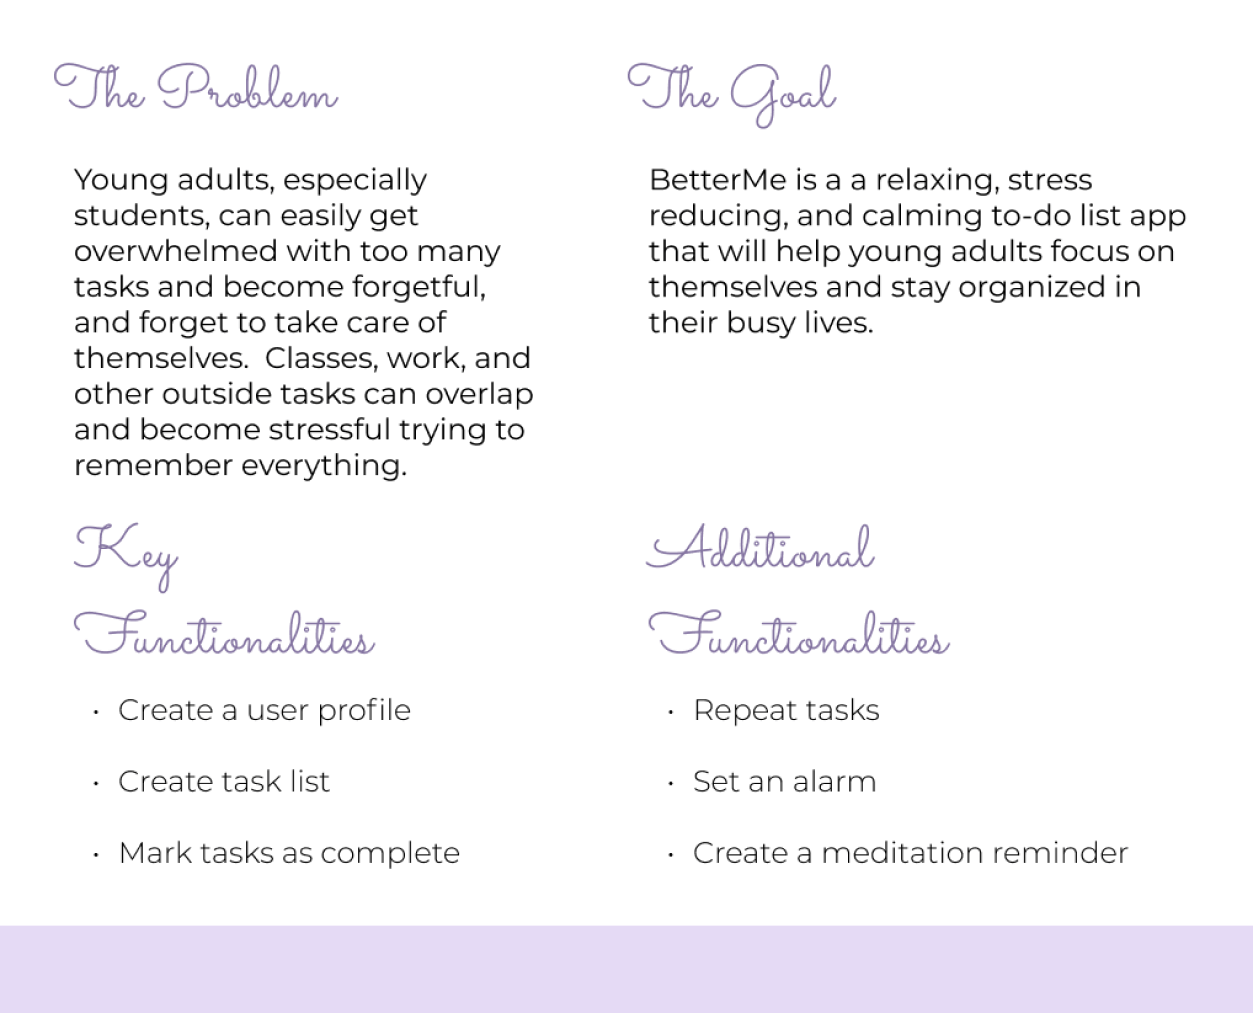 The Problem
Young adults, especially
students, can easily get
overwhelmed with too many
tasks and become forgetful,
and forget to take care of
themselves.  Classes, work, and
other outside tasks can overlap
and become stressful trying to
remember everything.
The Goal
BetterMe is a a relaxing, stress
reducing, and calming to-do list app
that will help young adults focus on
themselves and stay organized in
their busy lives.
Key
Functionalities
· Create a user profile
· Create task list
· Mark tasks as complete
Additional
Functionalities
· Repeat tasks
· Set an alarm
· Create a meditation reminder